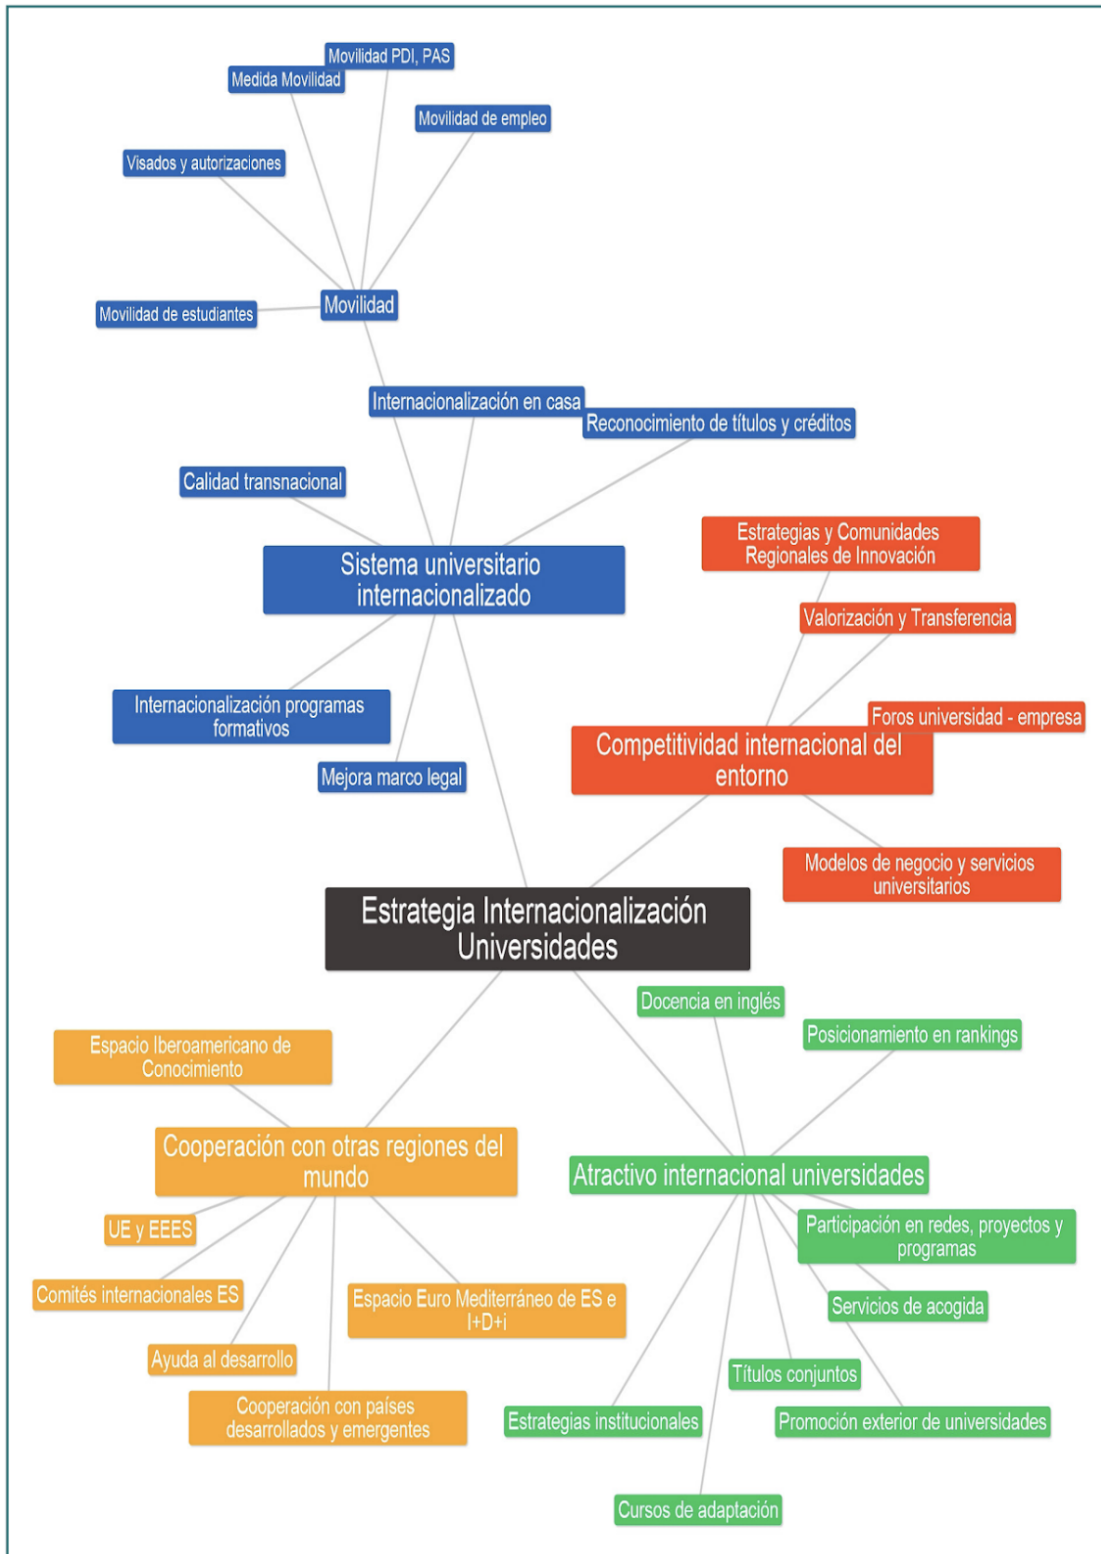 Movilidad PDI, PAS
Medida Movilidad
Movilidad de empleo
Visados y autorizaciones
Movilidad
Movilidad de estudiantes
Internacionalización en casa
Reconocimiento de títulos y créditos
Calidad transnacional
Sistema universitario
internacionalizado
Internacionalización programas
formativos
Mejora marco legal
Estrategias y Comunidades
Regionales de Innovación
Valorización y Transferencia
Foros universidad - empresa
Competitividad internacional del
entorno
Modelos de negocio y servicios
universitarios
Estrategia Internacionalización
Universidades
Espacio Iberoamericano de
Conocimiento
Cooperación con otras regiones del
mundo
UE y EEES
Comités internacionales ES
Espacio Euro Mediterráneo de ES e
I+D+i
Ayuda al desarrollo
Cooperación con países
desarrollados y emergentes
Docencia en inglés
Posicionamiento en rankings
Atractivo internacional universidades
Participación en redes, proyectos y
programas
Servicios de acogida
Títulos conjuntos
Estrategias institucionales
Promoción exterior de universidades
Cursos de adaptación